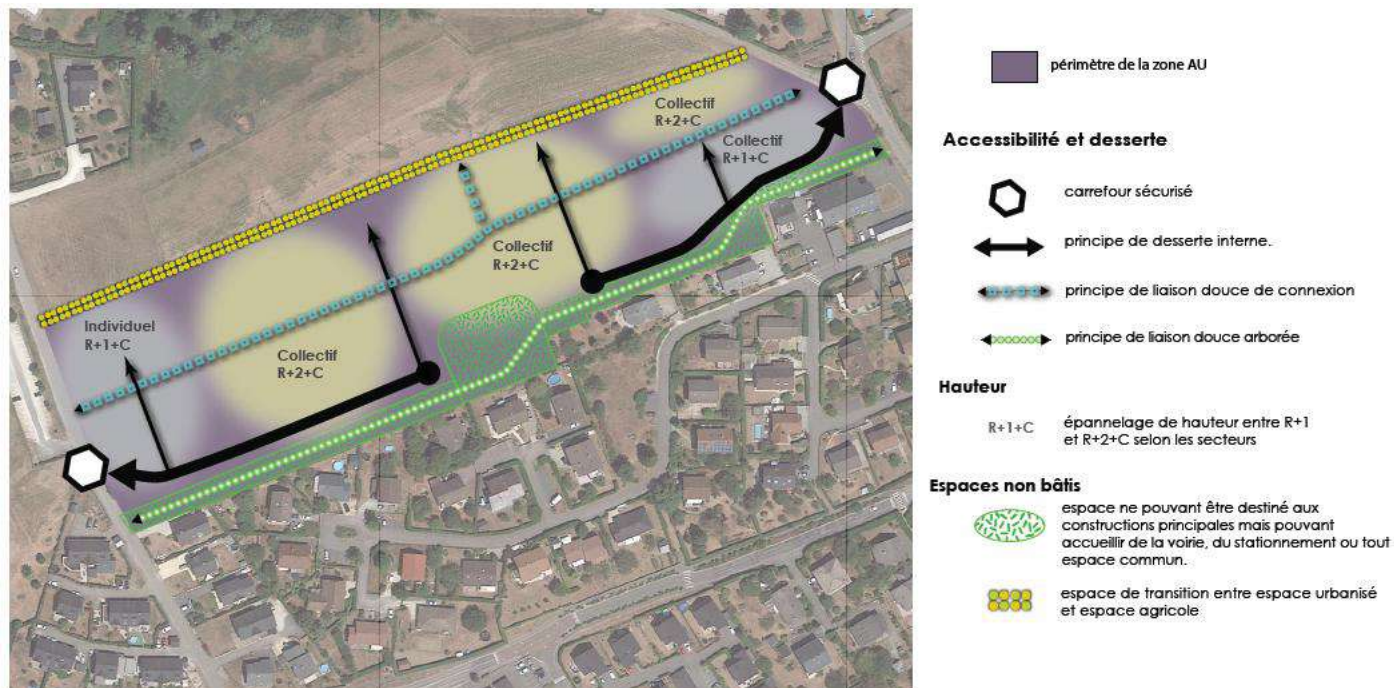 Collectif
R+2+C
Collectif
R+1+C
Collectif
R+2+C
Individuel
R+1+C
Collectif
R+2+C
périmètre de la zone AU
Accessibilité et desserte
carrefour sécurisé
principe de desserte interne.
principe de liaison douce de connexion
principe de liaison douce arborée
Hauteur
R+1+C
épannelage de hauteur entre R+1
et R+2+C selon les secteurs
Espaces non bâtis
espace ne pouvant être destiné aux
constructions principales mais pouvant
accueillir de la voirie, du stationnement ou tout
espace commun.
espace de transition entre espace urbanisé
et espace agricole